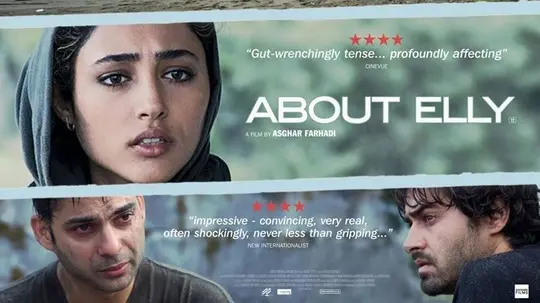 “Gut-wrenchingly tense... profoundly affecting”
CINEVUE
ABOUT ELLY
A FILM BY ASGHAR FARHADI
“Impressive - convincing, very real,
often shockingly, never less than gripping...”
NEW INTERNATIONALIST
FILMS